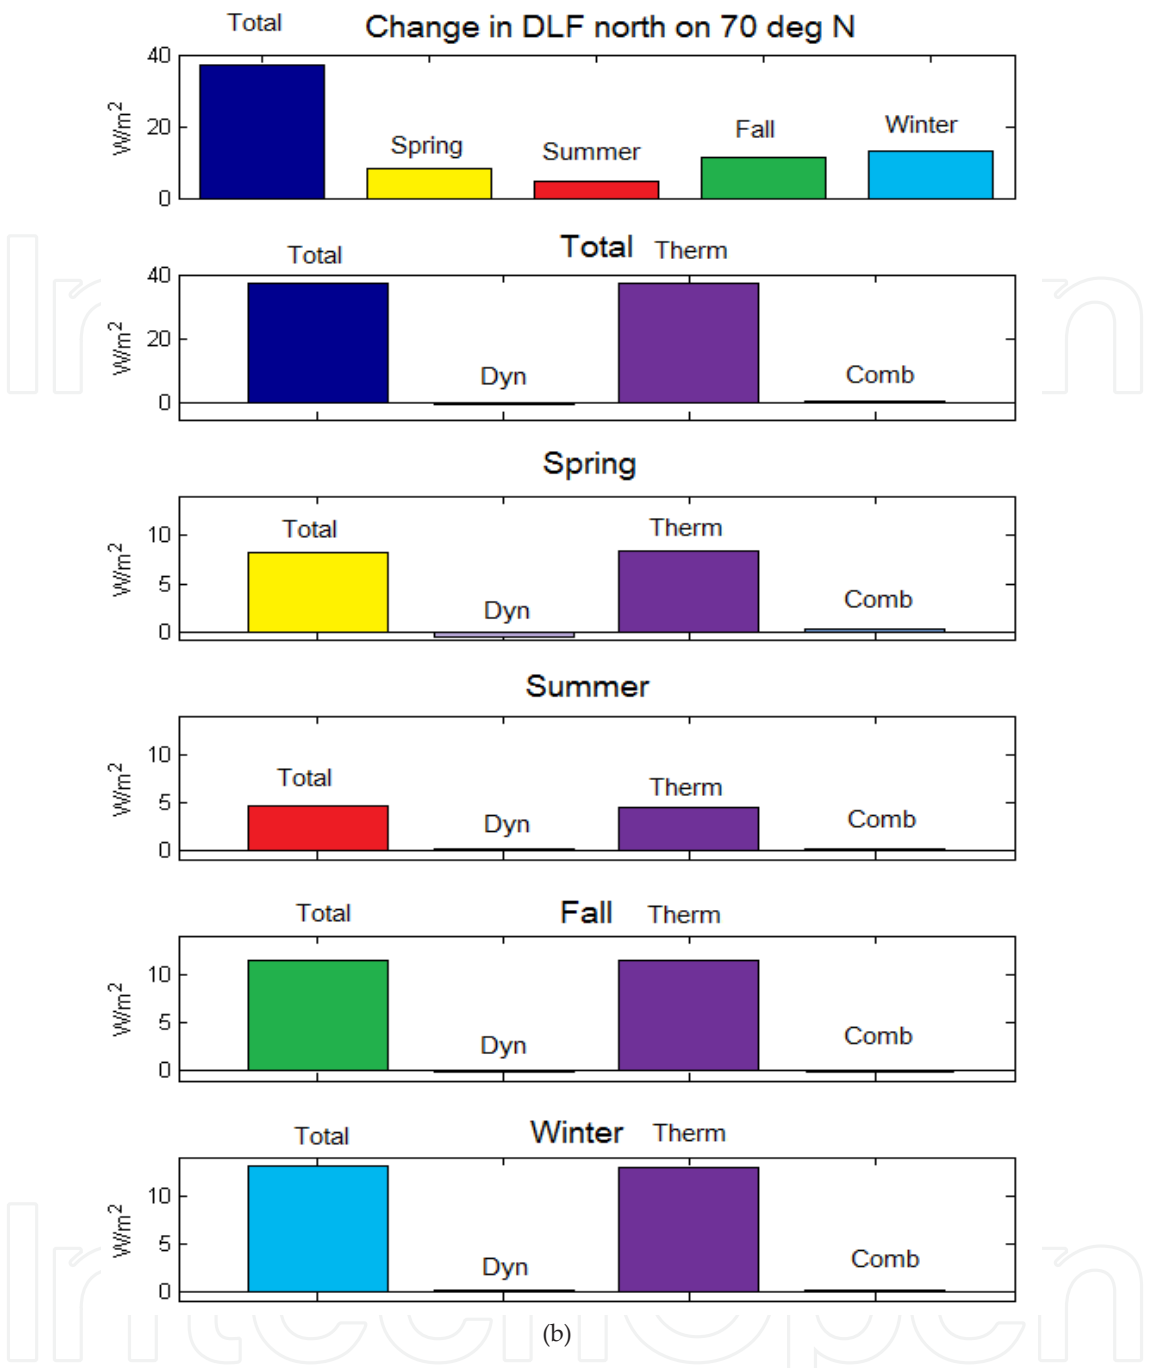 Total Change in DLF north on 70 deg N
40
20
0
W/m2
Spring
Summer
Fall
Winter
Total
Total Therm
40
20
0
W/m2
Dyn
Comb
Spring
10
5
0
W/m2
Total
Dyn
Therm
Comb
Summer
10
5
0
W/m2
Total
Dyn
Therm
Comb
Total Fall Therm
10
5
0
W/m2
Dyn
Comb
Total Winter Therm
10
5
0
W/m2
Dyn
Comb
(b)
IntechOpen